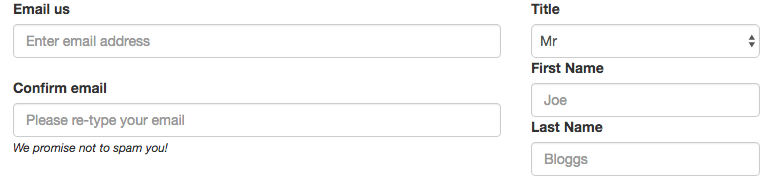 Email us
Enter email address
Confirm email
Please re-type your email
We promise not to spam you!
Title
Mr
First Name
Joe
Last Name
Bloggs